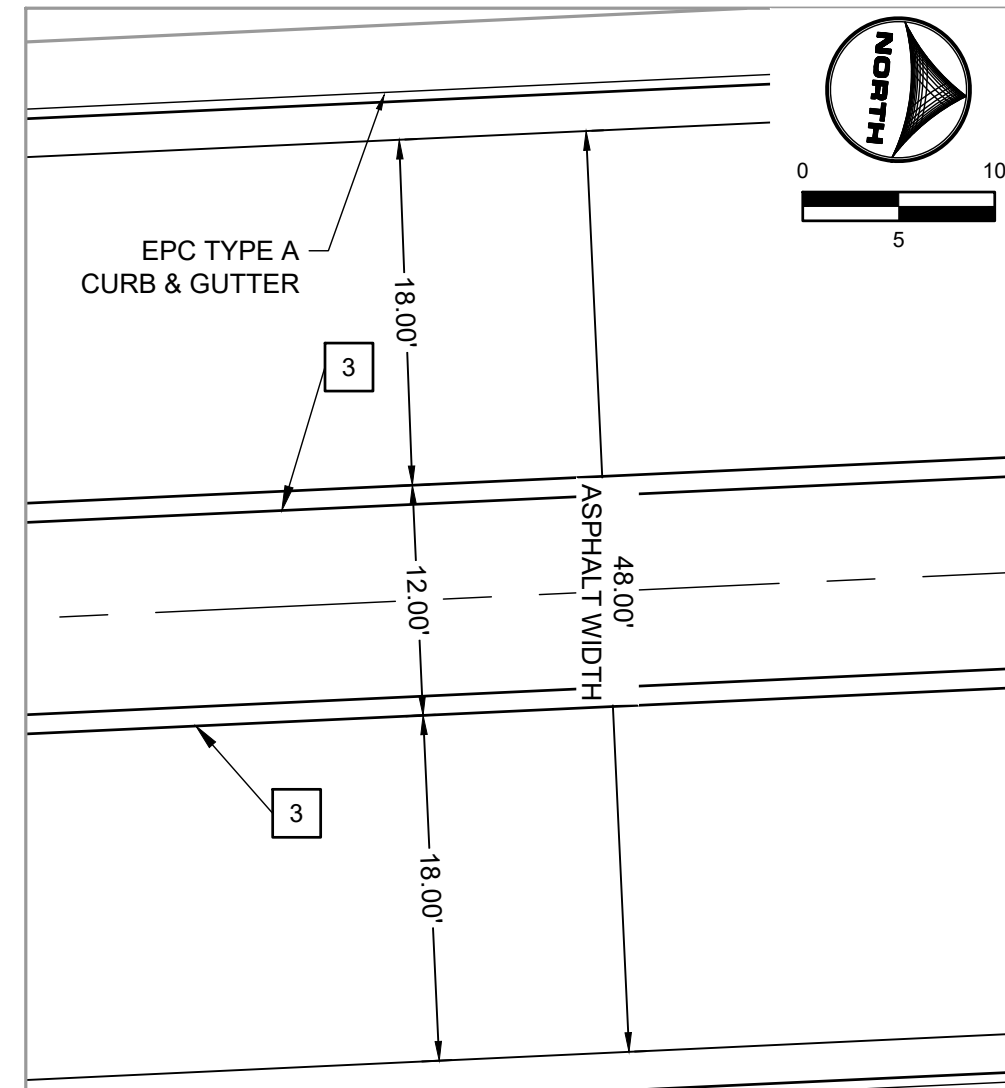 NORTH
0 10
5
EPC TYPE A
CURB & GUTTER
18.00'
3
12.00'
48.00'
ASPHALT WIDTH
3
18.00'